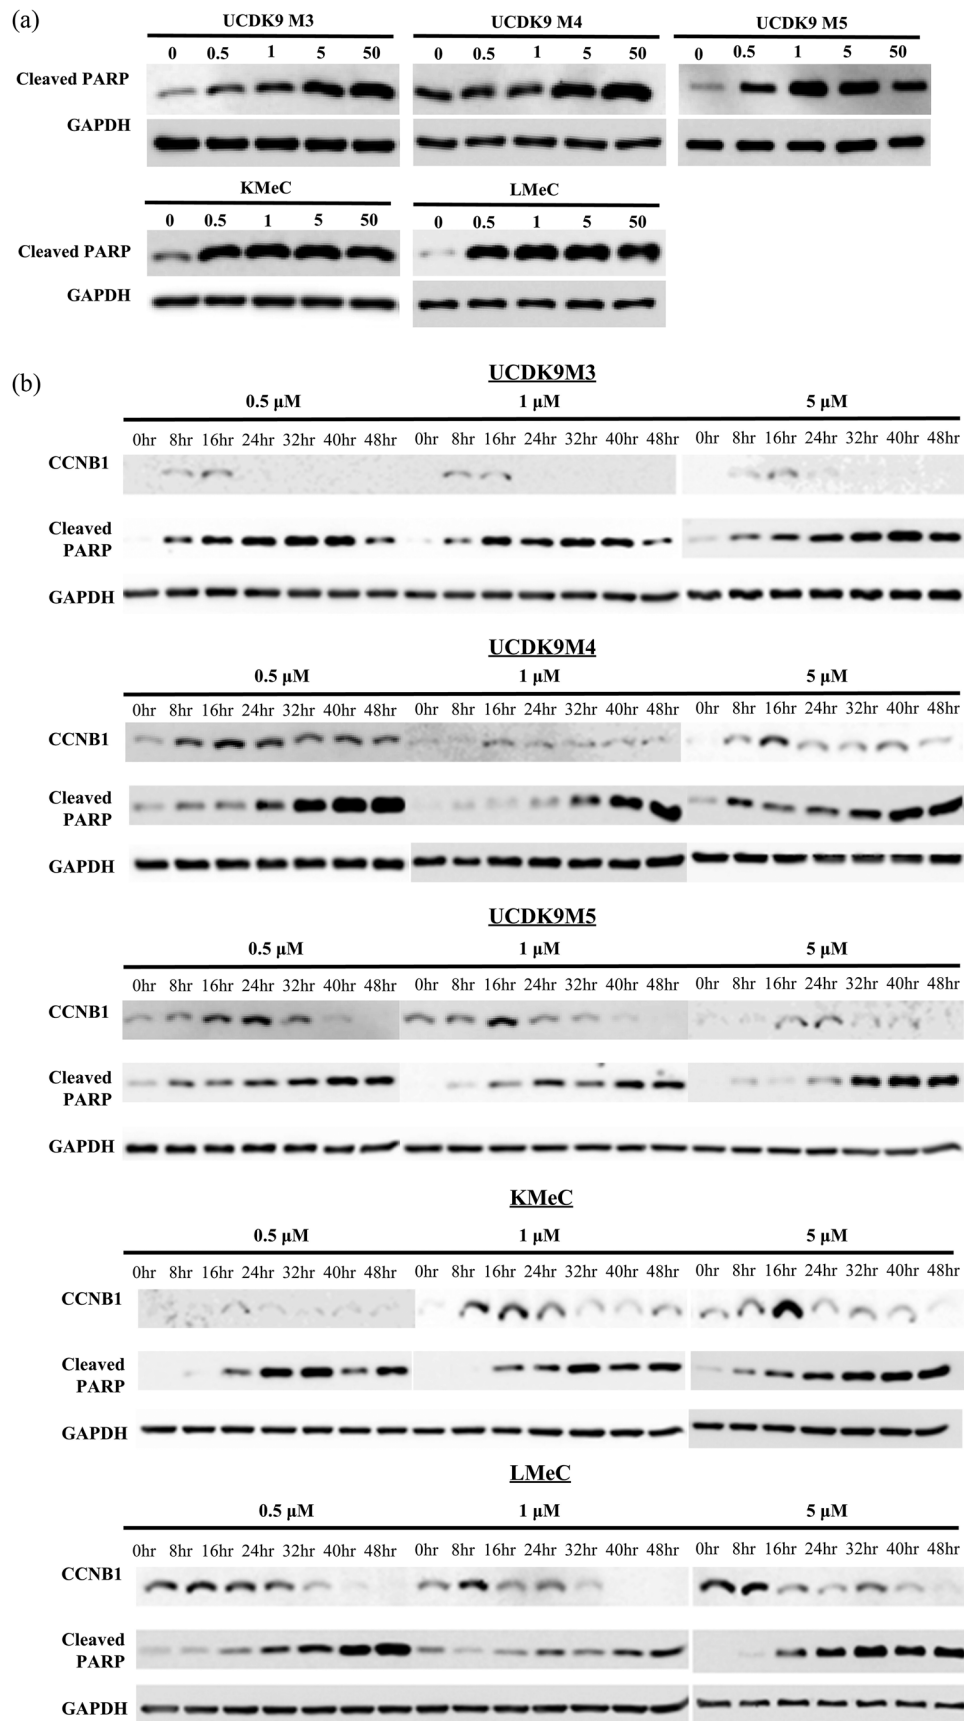 (a)
UCDK9 M3 UCDK9 M4 UCDK9 M5
0 0.5 1 5 50 0 0.5 1 5 50 0 0.5 1 5 50
Cleaved PARP
GAPDH
KMeC LMeC
0 0.5 1 5 50 0 0.5 1 5 50
Cleaved PARP
GAPDH
(b)
UCDK9M3
0.5 μM 1 μM 5 μM
0hr 8hr 16hr 24hr 32hr 40hr 48hr 0hr 8hr 16hr 24hr 32hr 40hr 48hr 0hr 8hr 16hr 24hr 32hr 40hr 48hr
CCNB1
Cleaved
PARP
GAPDH
UCDK9M4
0.5 μM 1 μM 5 μM
0hr 8hr 16hr 24hr 32hr 40hr 48hr 0hr 8hr 16hr 24hr 32hr 40hr 48hr 0hr 8hr 16hr 24hr 32hr 40hr 48hr
CCNB1
Cleaved
PARP
GAPDH
UCDK9M5
0.5 μM 1 μM 5 μM
0hr 8hr 16hr 24hr 32hr 40hr 48hr 0hr 8hr 16hr 24hr 32hr 40hr 48hr 0hr 8hr 16hr 24hr 32hr 40hr 48hr
CCNB1
Cleaved
PARP
GAPDH
KMeC
0.5 μM 1 μM 5 μM
0hr 8hr 16hr 24hr 32hr 40hr 48hr 0hr 8hr 16hr 24hr 32hr 40hr 48hr 0hr 8hr 16hr 24hr 32hr 40hr 48hr
CCNB1
Cleaved
PARP
GAPDH
LMeC
0.5 μM 1 μM 5 μM
0hr 8hr 16hr 24hr 32hr 40hr 48hr 0hr 8hr 16hr 24hr 32hr 40hr 48hr 0hr 8hr 16hr 24hr 32hr 40hr 48hr
CCNB1
Cleaved
PARP
GAPDH